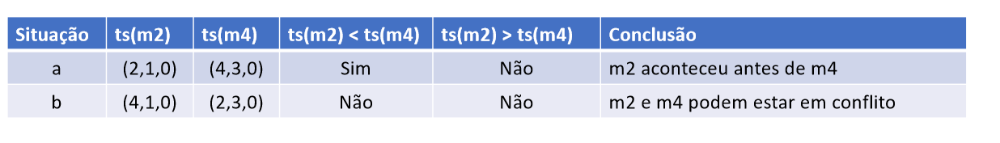 Situação ts(m2) ts(m4) ts(m2) < ts(m4) ts(m2) > ts(m4) Conclusão
a (2,1,0) (4,3,0) Sim Não m2 aconteceu antes de m4
b (4,1,0) (2,3,0) Não Não m2 e m4 podem estar em conflito